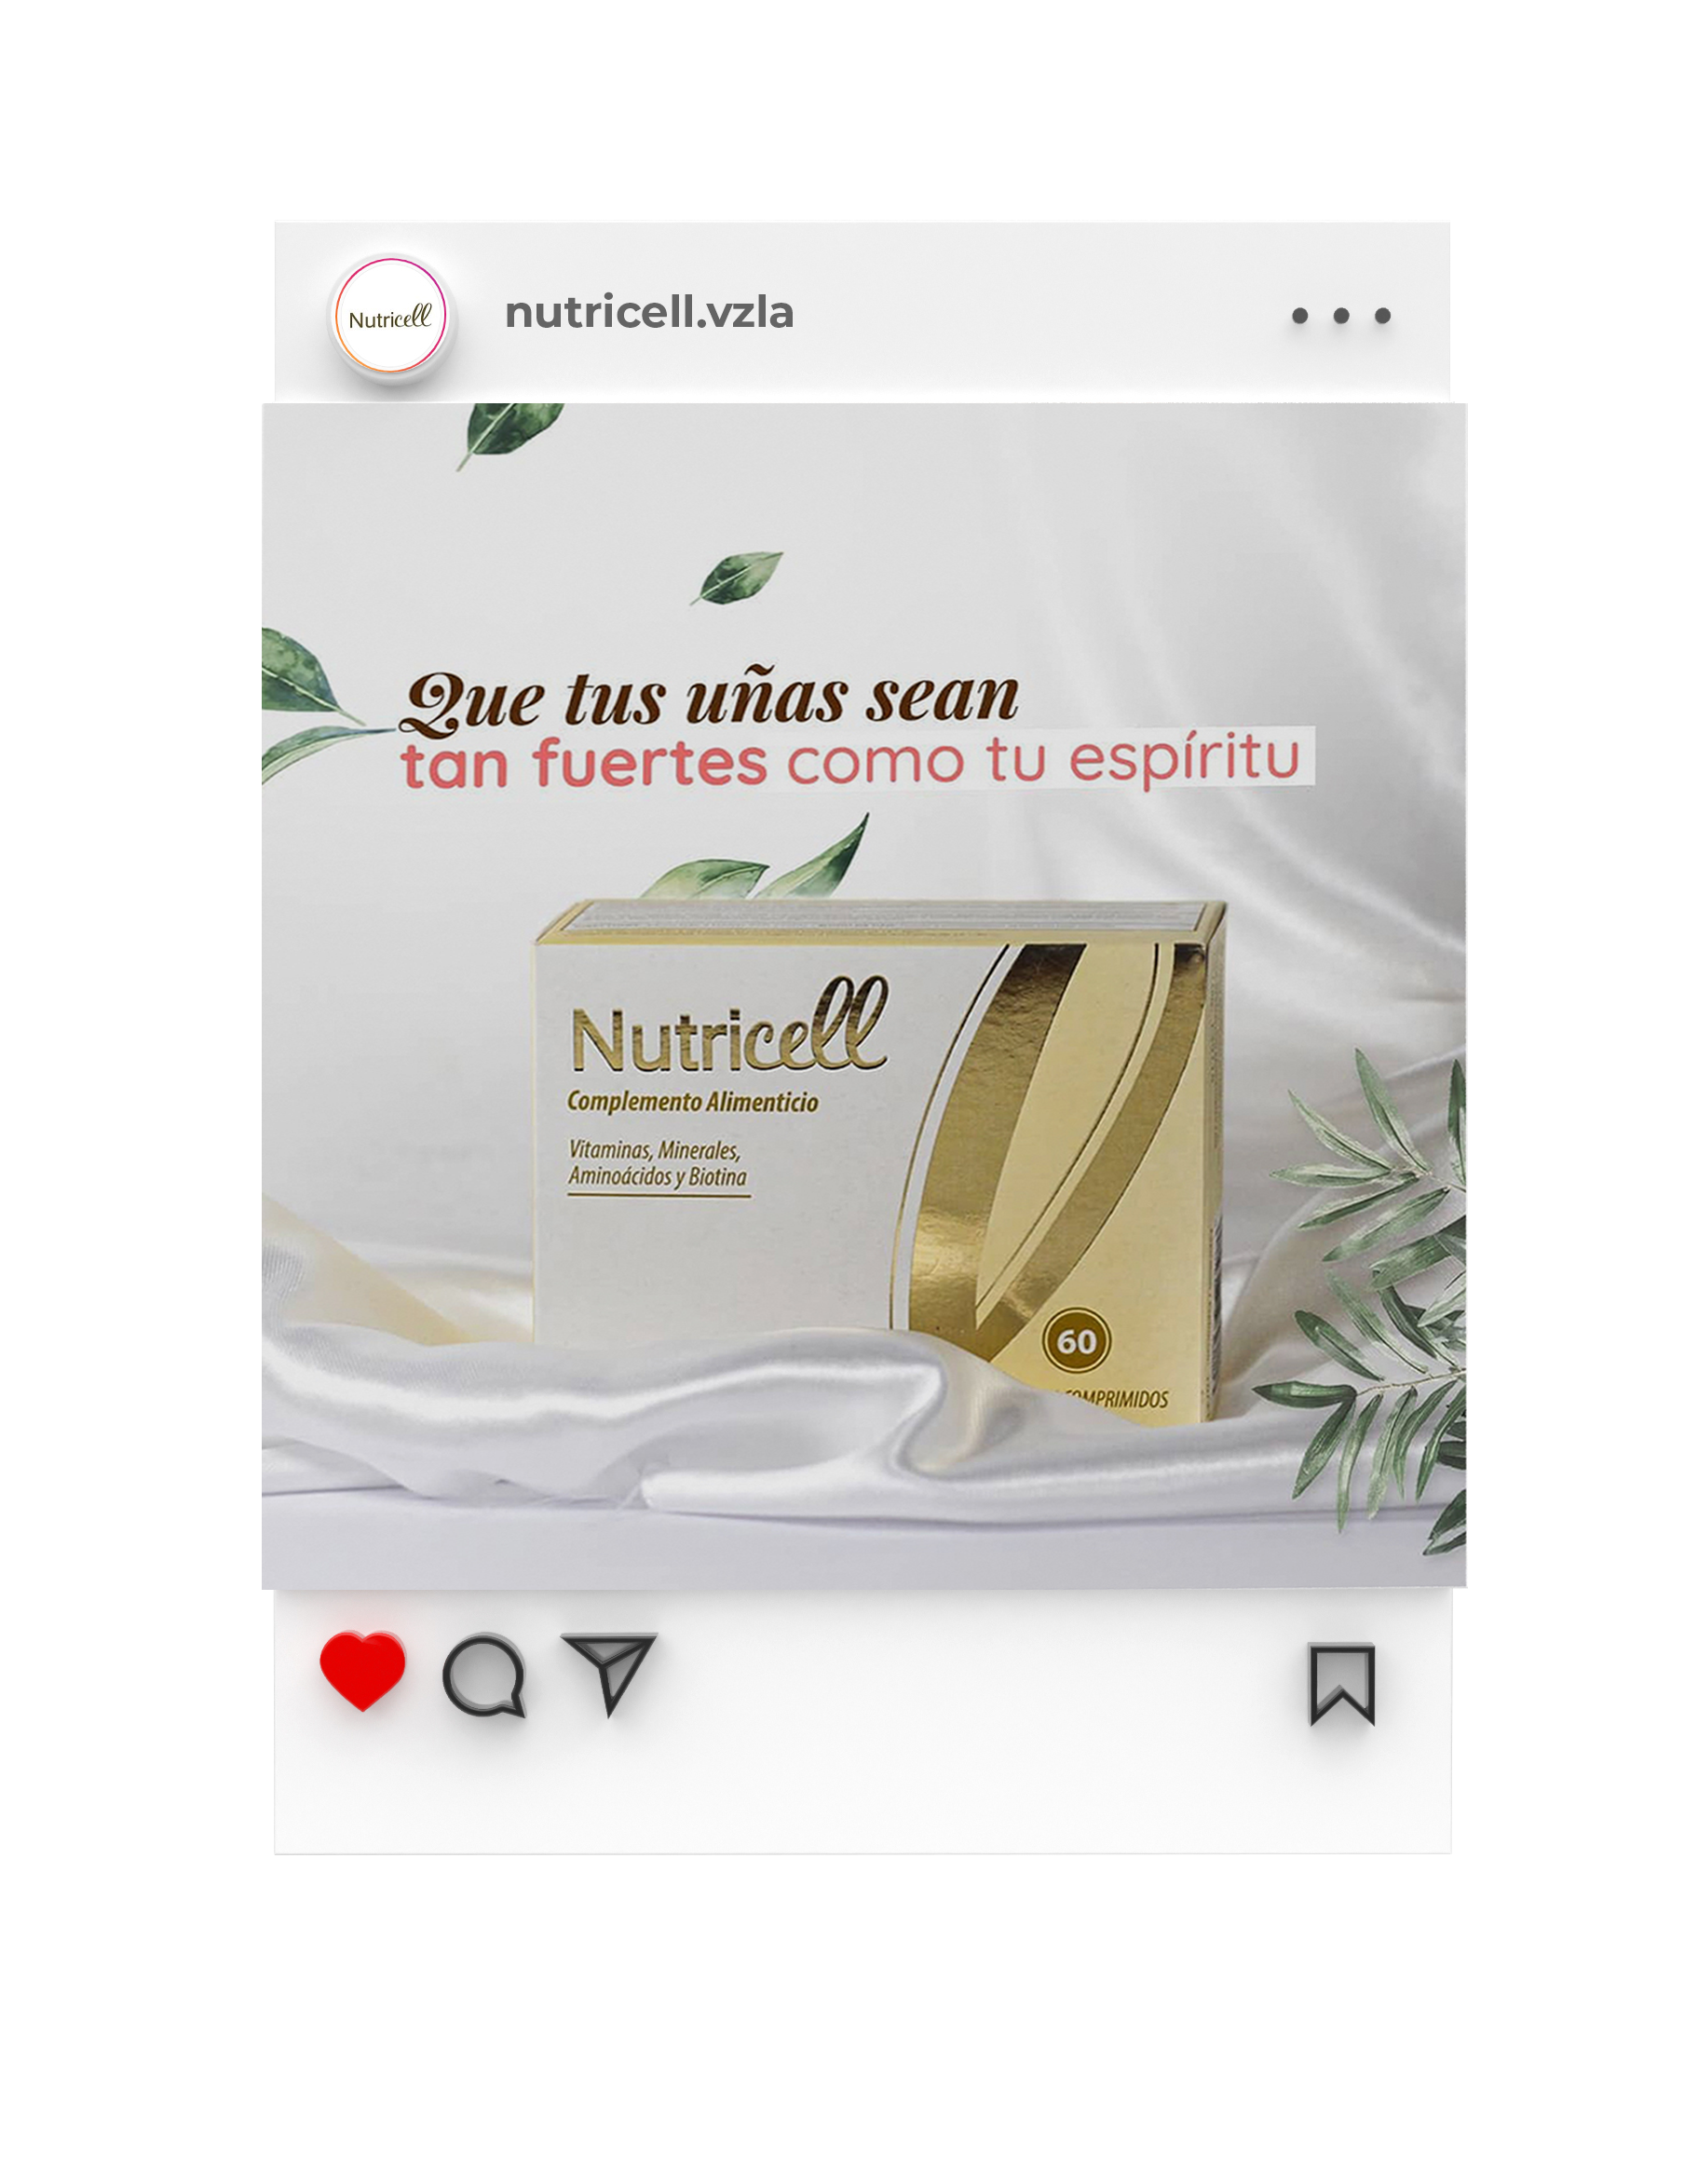 Nutricell
nutricell.vzla
Que tus uñas sean
tan fuertes como tu espíritu
Nutricell
Complemento Alimenticio
Vitaminas, Minerales,
Aminoácidos y Biotina
60
COMPRIMIDOS